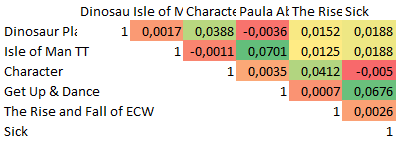 Dinosau Isle of M Characte Paula Ab The Rise Sick
Dinosaur Pla 1 0,0017 0,0388 -0,0036 0,0152 0,0188
Isle of Man TT 1 -0,0011 0,0701 0,0125 0,0188
Character 1 0,0035 0,0412 -0,005
Get Up & Dance 1 0,0007 0,0676
The Rise and Fall of ECW 1 0,0026
Sick 1